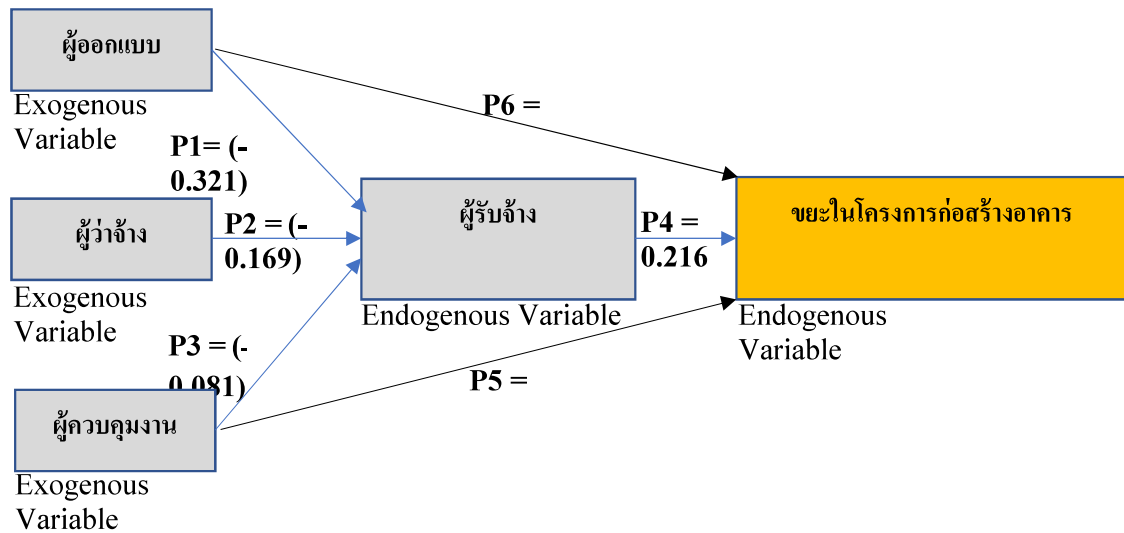 ผู้ออกแบบ
Exogenous
Variable
P6 =
P1= (-
0.321)
ผู้ว่าจ้าง
P2 = (-
0.169)
ผู้รับจ้าง
P4 =
0.216
ขยะในโครงการก่อสร้างอาคาร
Exogenous
Variable
Endogenous Variable
Endogenous
Variable
P3 = (-
0.081)
P5 =
ผู้ควบคุมงาน
Exogenous
Variable